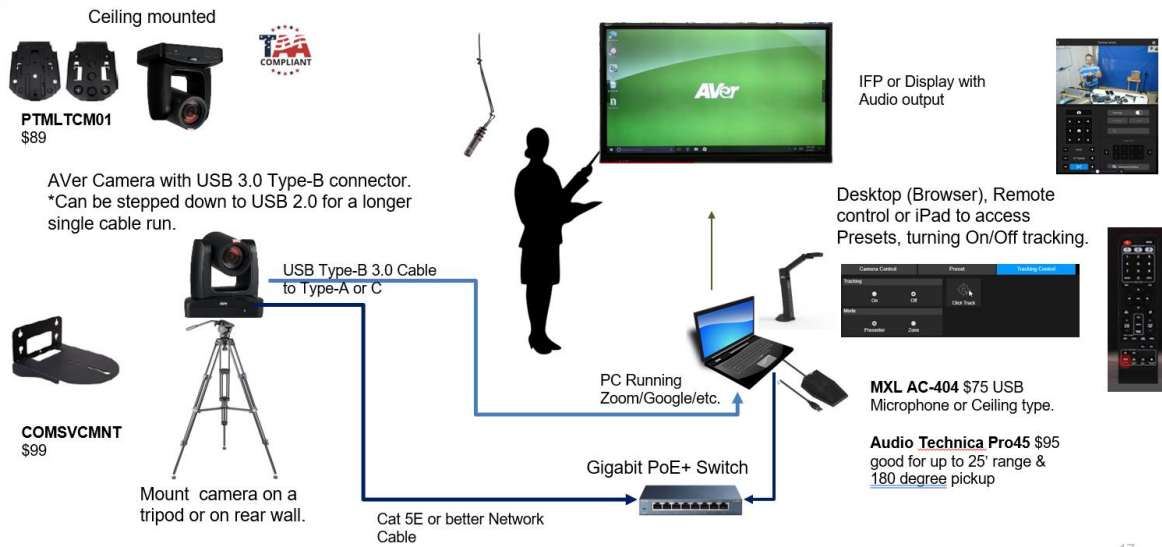 Ceiling mounted
TAA
COMPLIANT
PTMLTCM01
$89
AVer
IFP or Display with
Audio output
AVer Camera with USB 3.0 Type-B connector.
*Can be stepped down to USB 2.0 for a longer
single cable run.
Desktop (Browser), Remote
control or iPad to access
Presets, turning On/Off tracking.
USB Type-B 3.0 Cable
to Type-A or C
Camera Control
Preset
Tracking Control
Tracking
On
Off
Click Track
Mode
Presenter
Zone
COMSVCMNT
$99
PC Running
Zoom/Google/etc.
MXL AC-404 $75 USB
Microphone or Ceiling type.
Audio Technica Pro45 $95
good for up to 25' range &
180 degree pickup
Gigabit PoE+ Switch
Mount camera on a
tripod or on rear wall.
Cat 5E or better Network
Cable